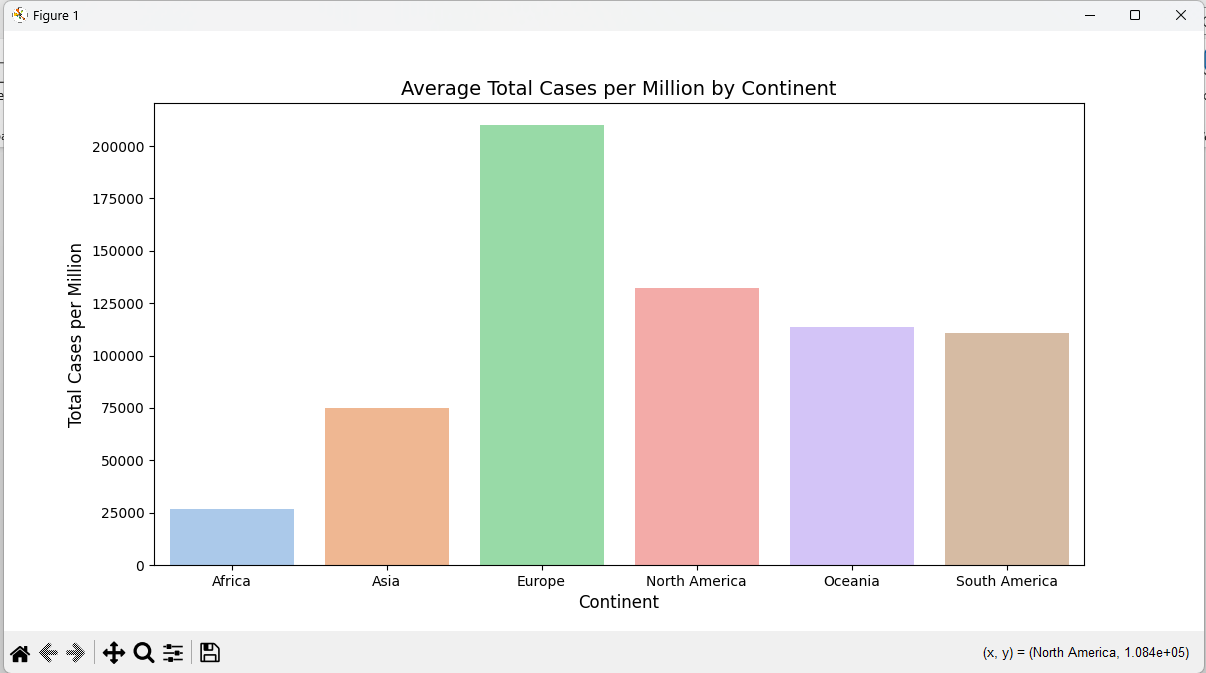 Figure 1
Average Total Cases per Million by Continent
Total Cases per Million
200000
175000
150000
125000
100000
75000
50000
25000
0
Africa Asia Europe North America Oceania South America
Continent
(x, y) = (North America, 1.084e+05)